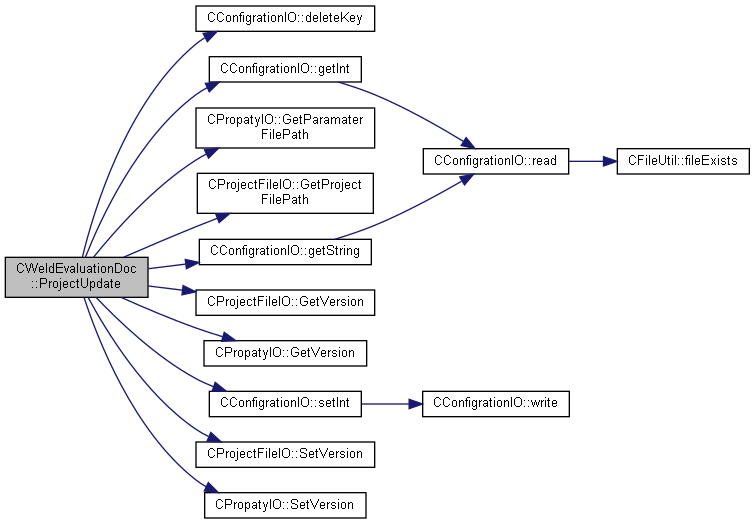 CWeldEvaluationDoc
::ProjectUpdate
CConfigrationIO::deleteKey
CConfigrationIO::getInt
CPropatyIO::GetParamater
FilePath
CProjectFileIO::GetProject
FilePath
CConfigrationIO::getString
CProjectFileIO::GetVersion
CPropatyIO::GetVersion
CConfigrationIO::setInt
CProjectFileIO::SetVersion
CPropatyIO::SetVersion
CConfigrationIO::read
CConfigrationIO::write
CFileUtil::fileExists